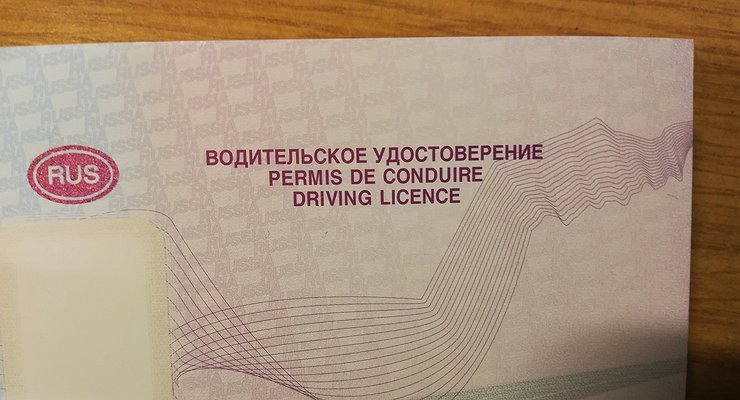 RUS
ВОДИТЕЛЬСКОЕ УДОСТОВЕРЕНИЕ
PERMIS DE CONDUIRE
DRIVING LICENCE